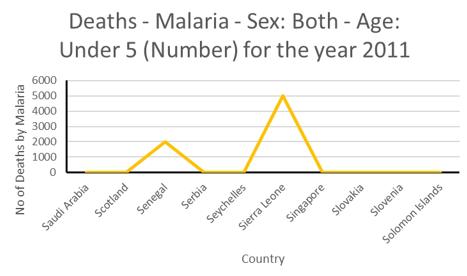 Deaths - Malaria - Sex: Both - Age:
Under 5 (Number) for the year 2011
No of Deaths by Malaria
6000
5000
4000
3000
2000
1000
0
Saudi Arabia
Scotland
Senegal
Serbia
Seychelles
Sierra Leone
Singapore
Slovakia
Slovenia
Solomon Islands
Country